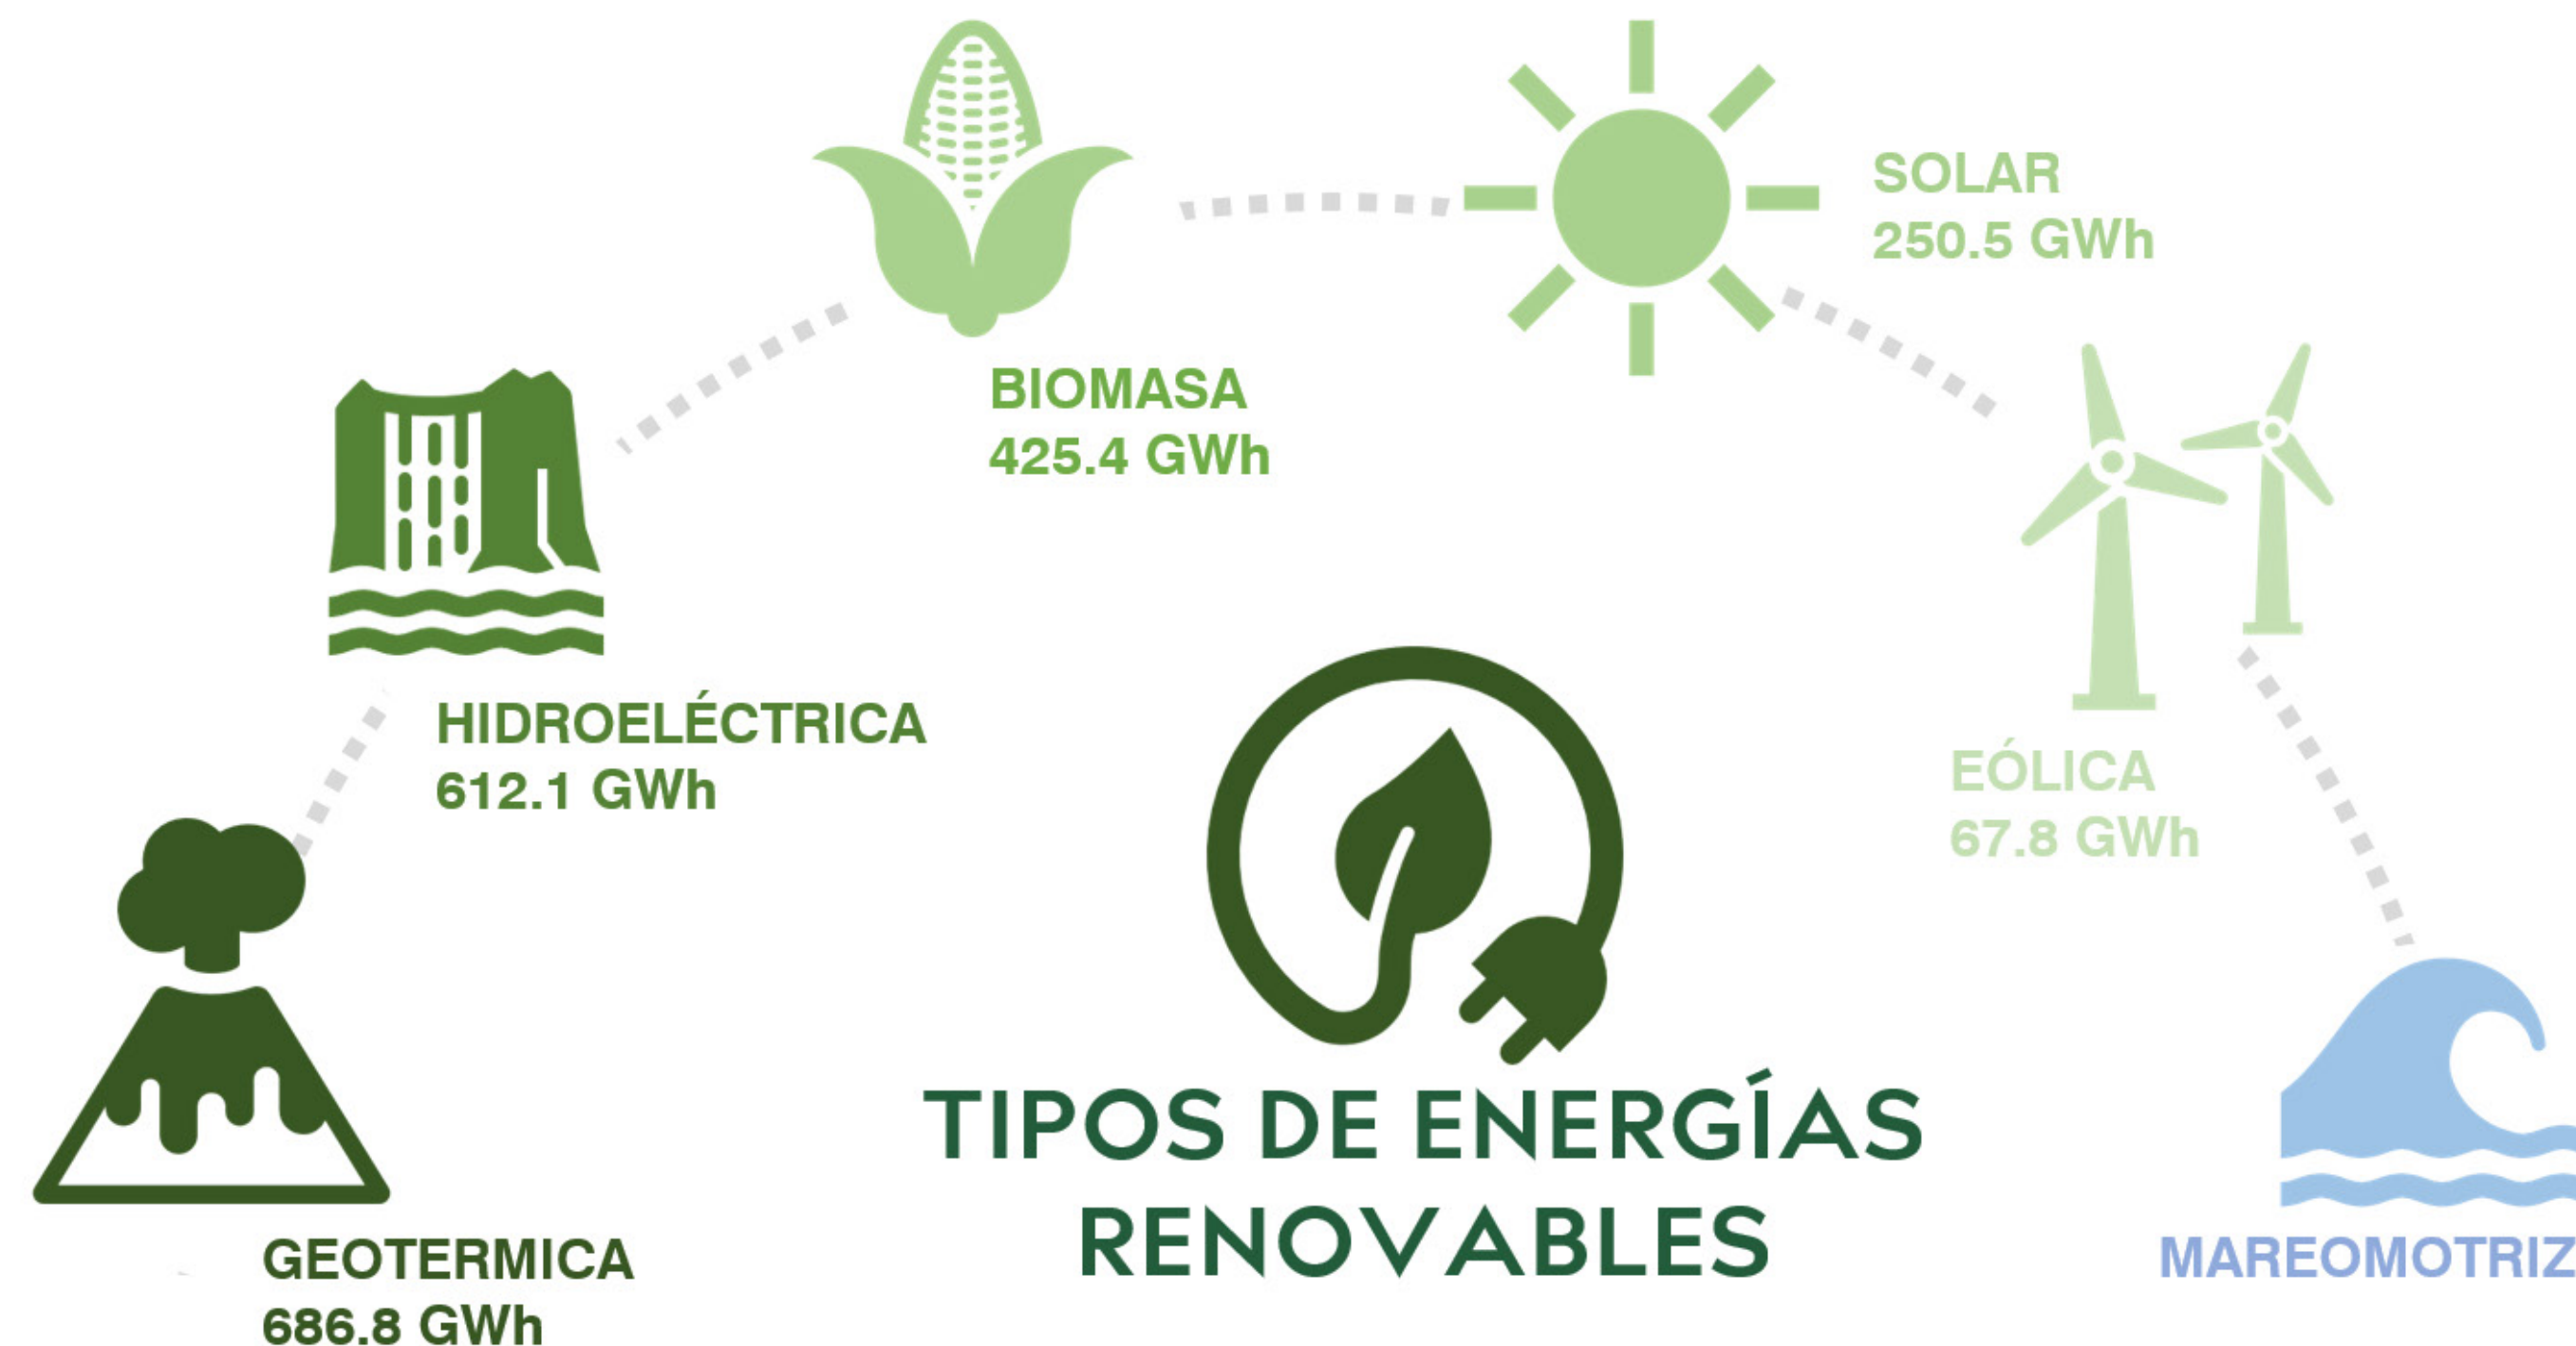 SOLAR
250.5 GWh
BIOMASA
425.4 GWh
HIDROELÉCTRICA
612.1 GWh
EÓLICA
67.8 GWh
TIPOS DE ENERGÍAS
RENOVABLES
GEOTERMICA
686.8 GWh
MAREOMOTRIZ